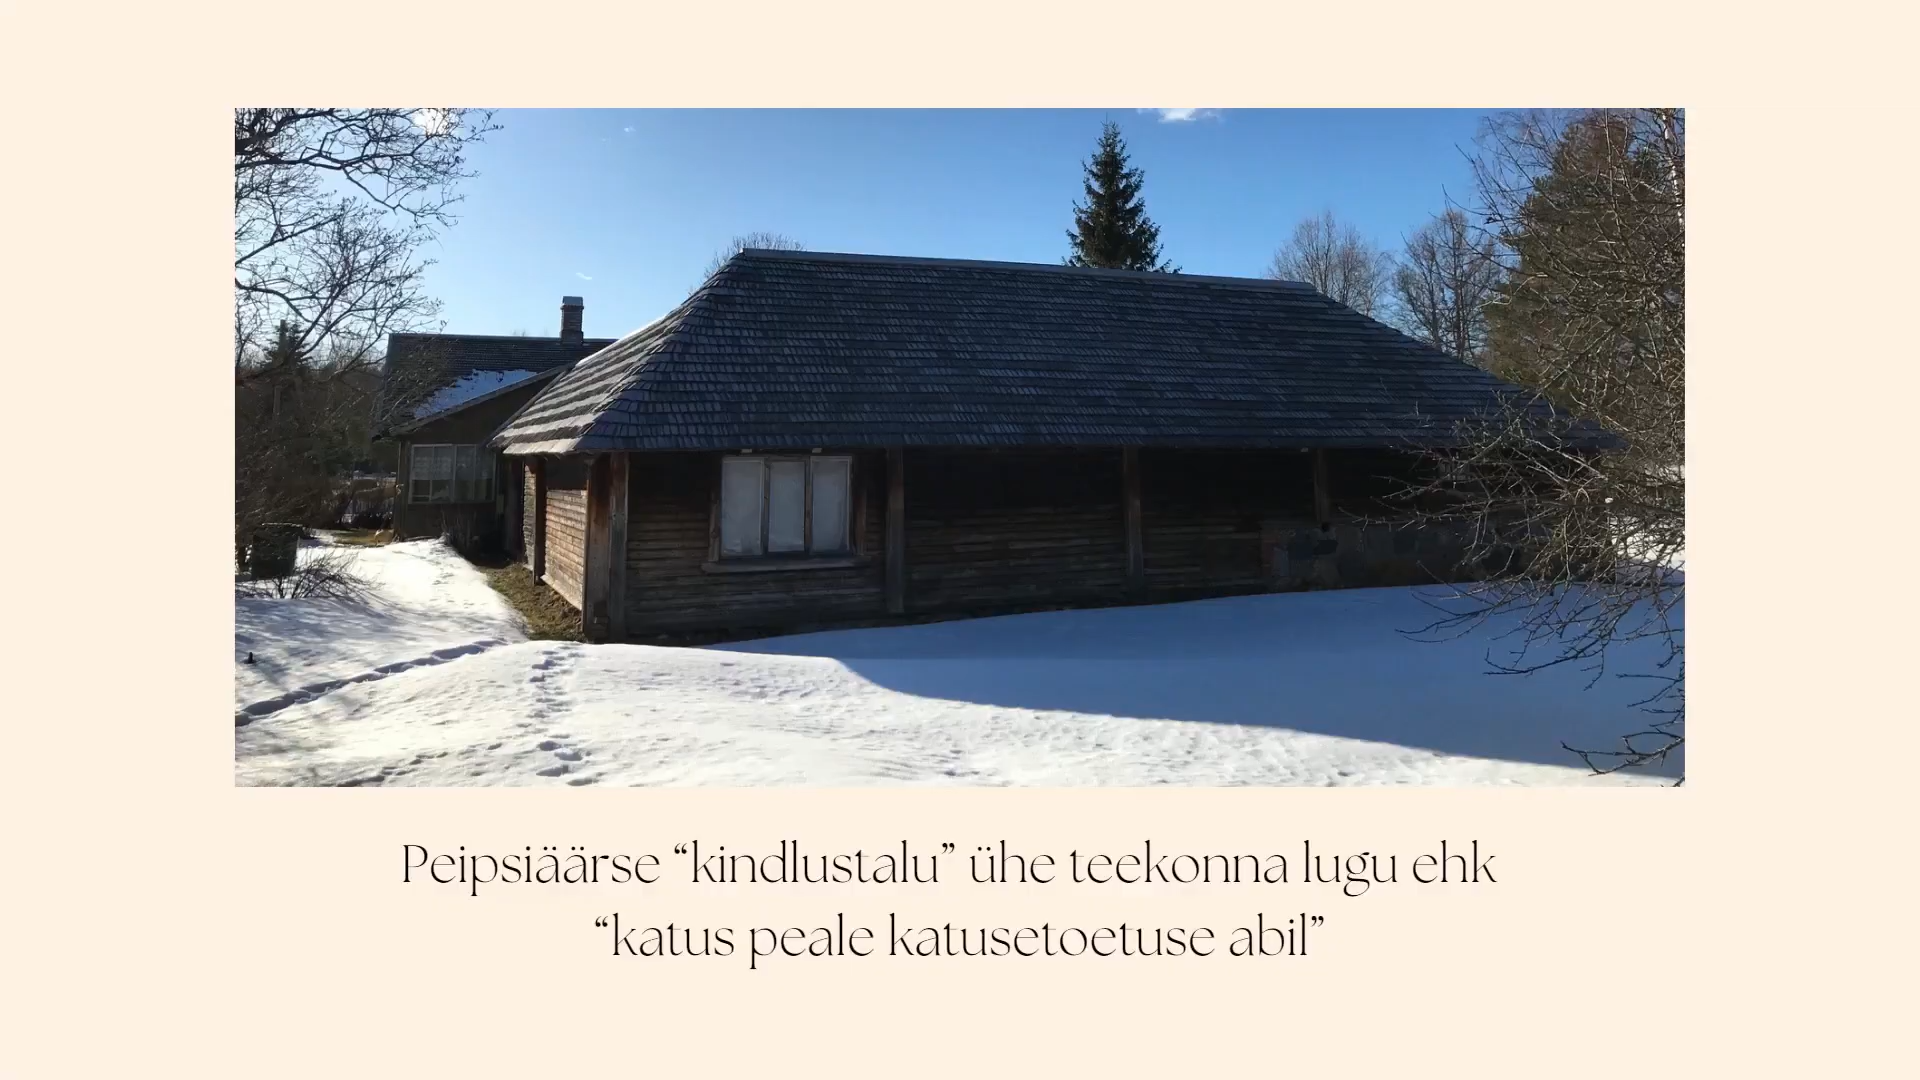 Peipsiäärse “kindlustalu” ühe teekonna lugu ehk
“katus peale katusetoetuse abil”